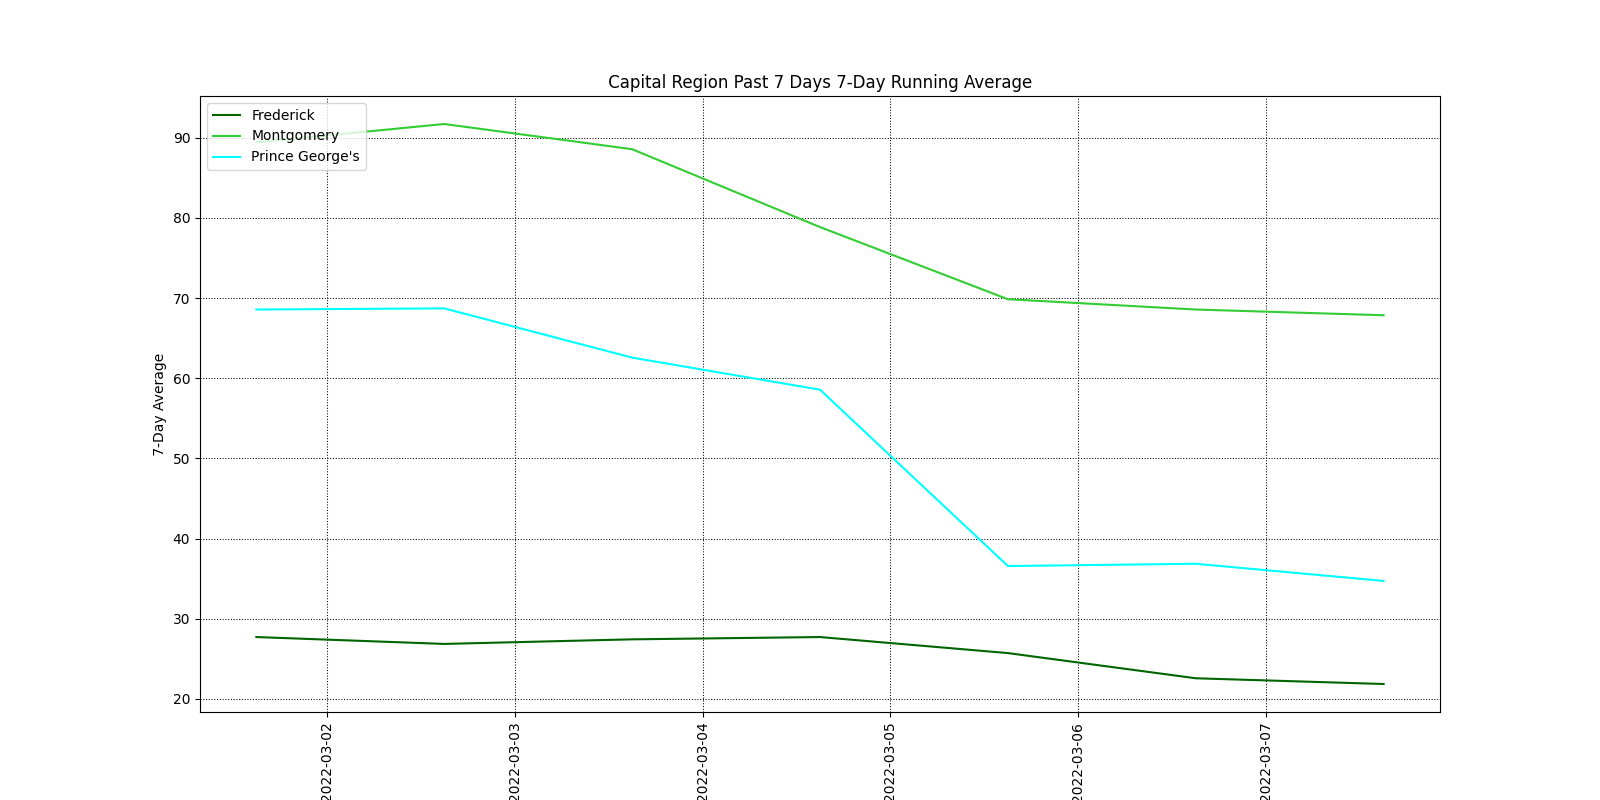 Capital Region Past 7 Days 7-Day Running Average
Frederick
Montgomery
Prince George's
7-Day Average
90
80
70
60
50
40
30
20
2022-03-02
2022-03-03
2022-03-04
2022-03-05
2022-03-06
2022-03-07